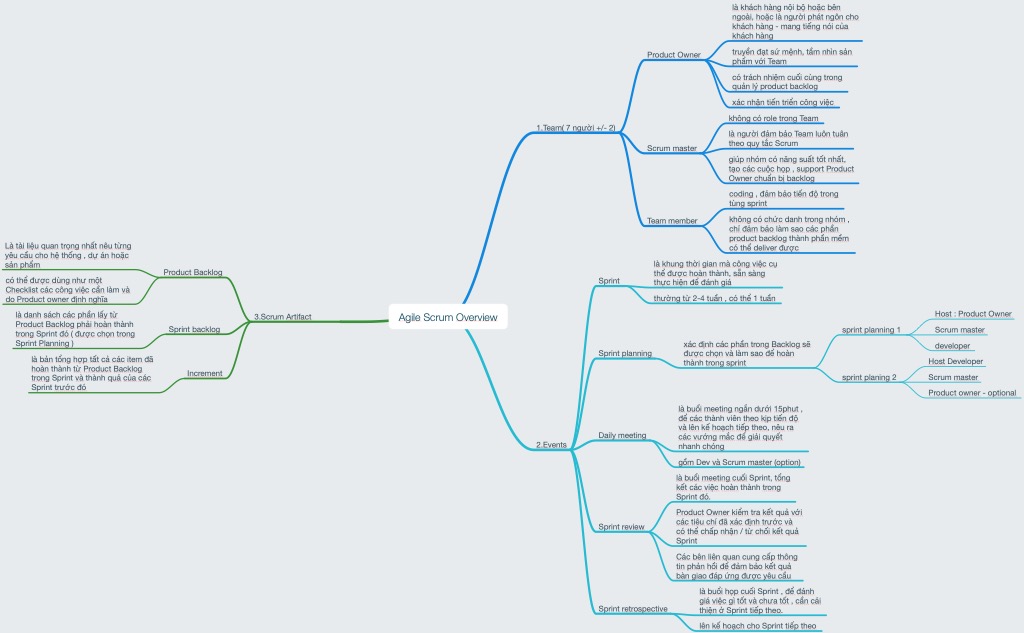 Agile Scrum Overview
1.Team( 7 người +/- 2)
Product Owner
là khách hàng nội bộ hoặc bên
ngoài, hoặc là người phát ngôn cho
khách hàng - mang tiếng nói của
khách hàng
truyền đạt sứ mệnh, tầm nhìn sản
phẩm với Team
có trách nhiệm cuối cùng trong
quản lý product backlog
xác nhận tiến triển công việc
Scrum master
không có role trong Team
là người đảm bảo Team luôn tuân
theo quy tắc Scrum
giúp nhóm có năng suất tốt nhất,
tạo các cuộc họp , support Product
Owner chuẩn bị backlog
Team member
coding , đảm bảo tiến độ trong
từng sprint
không có chức danh trong nhóm ,
chỉ đảm bảo làm sao các phần
product backlog thành phần mềm
có thể deliver được
2.Events
Sprint
là khung thời gian mà công việc cụ
thể được hoàn thành, sẵn sàng
thực hiện để đánh giá
thường từ 2-4 tuần , có thể 1 tuần
Sprint planning
xác định các phần trong Backlog sẽ
được chọn và làm sao để hoàn
thành trong sprint
sprint planning 1
Host : Product Owner
Scrum master
developer
sprint planing 2
Host Developer
Scrum master
Product owner - optional
Daily meeting
là buổi meeting ngắn dưới 15phut ,
để các thành viên theo kịp tiến độ
và lên kế hoạch tiếp theo, nêu ra
các vướng mắc để giải quyết
nhanh chóng
gồm Dev và Scrum master (option)
Sprint review
là buổi meeting cuối Sprint, tổng
kết các việc hoàn thành trong
Sprint đó.
Product Owner kiểm tra kết quả với
các tiêu chí đã xác định trước và
có thể chấp nhận / từ chối kết quả
Sprint
Các bên liên quan cung cấp thông
tin phản hồi để đảm bảo kết quả
bàn giao đáp ứng được yêu cầu
Sprint retrospective
là buổi họp cuối Sprint , để đánh
giá việc gì tốt và chưa tốt , cần cải
thiện ở Sprint tiếp theo.
lên kế hoạch cho Sprint tiếp theo
3.Scrum Artifact
Product Backlog
Là tài liệu quan trọng nhất nêu từng
yêu cầu cho hệ thống , dự án hoặc
sản phẩm
có thể được dùng như một
Checklist các công việc cần làm và
do Product owner định nghĩa
Sprint backlog
là danh sách các phần lấy từ
Product Backlog phải hoàn thành
trong Sprint đó ( được chọn trong
Sprint Planning )
Increment
là bản tổng hợp tất cả các item đã
hoàn thành từ Product Backlog
trong Sprint và thành quả của các
Sprint trước đó